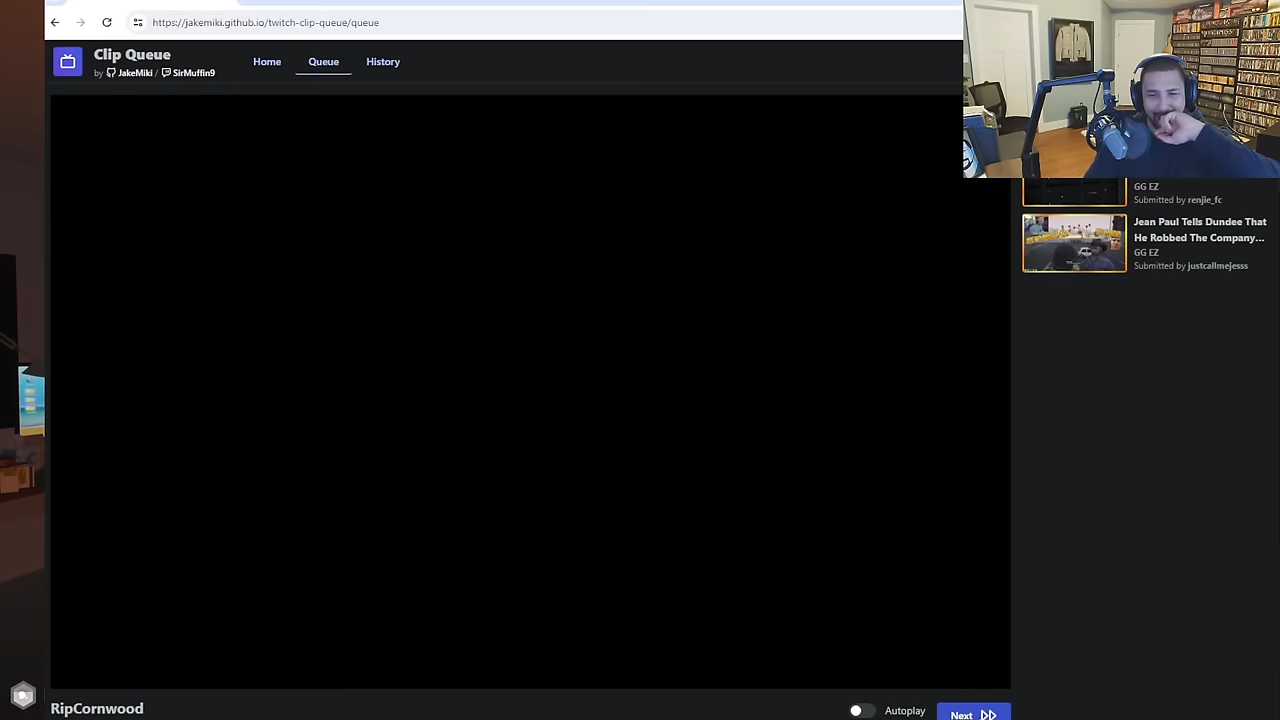 https://jakemiki.github.io/twitch-clip-queue/queue
Clip Queue
by JakeMiki / SirMuffin9
Home
Queue
History
GG EZ
Submitted by renjie_fc
Jean Paul Tells Dundee That
He Robbed The Company...
GG EZ
Submitted by justcallmejesss
RipCornwood
Autoplay
Next